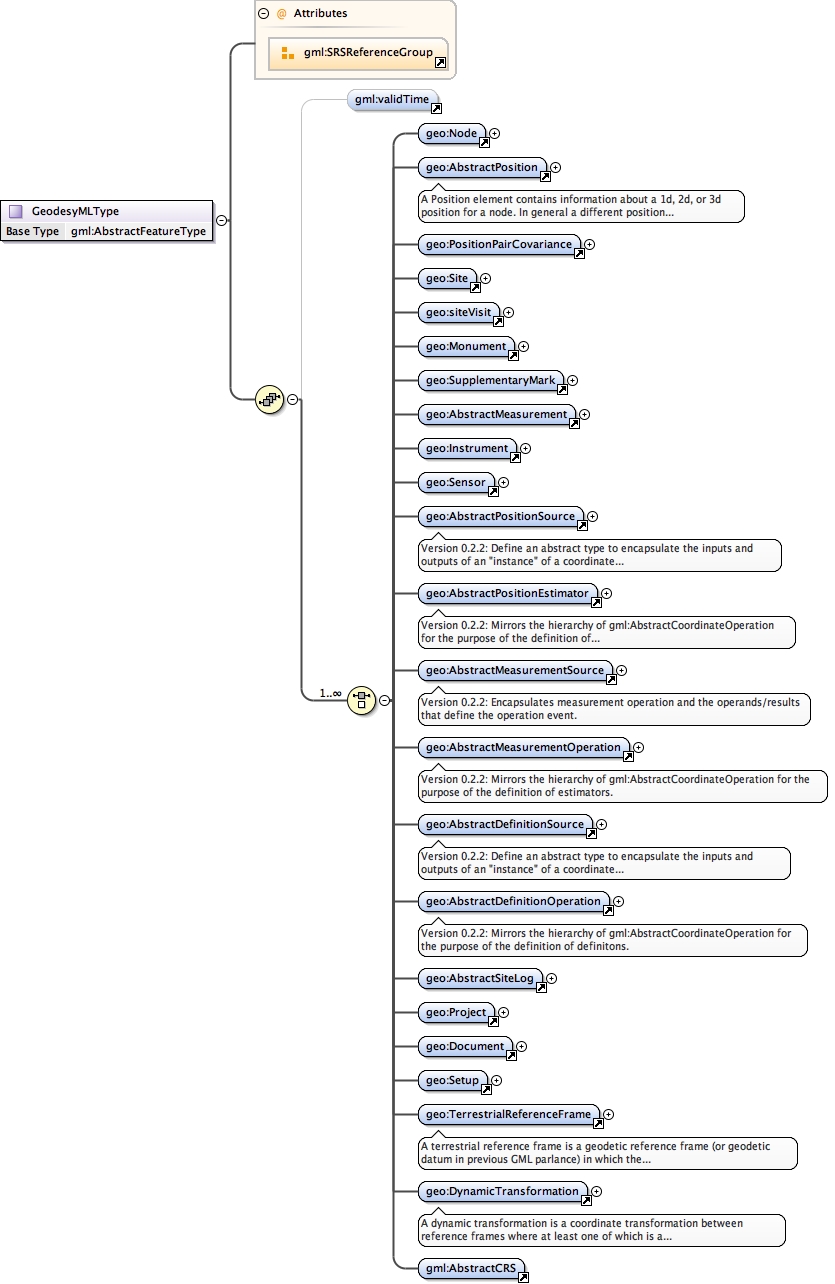 @ Attributes
gml:SRSReferenceGroup
gml:validTime
geo:Node
geo:AbstractPosition
A Position element contains information about a 1d, 2d, or 3d
position for a node. In general a different position...
GeodesyMLType
Base Type gml:AbstractFeatureType
geo:PositionPairCovariance
geo:Site
geo:siteVisit
geo:Monument
geo:SupplementaryMark
geo:AbstractMeasurement
geo:Instrument
geo:Sensor
geo:AbstractPositionSource
Version 0.2.2: Define an abstract type to encapsulate the inputs and
outputs of an "instance" of a coordinate...
geo:AbstractPositionEstimator
Version 0.2.2: Mirrors the hierarchy of gml:AbstractCoordinateOperation
for the purpose of the definition of...
geo:AbstractMeasurementSource
1..∞
Version 0.2.2: Encapsulates measurement operation and the operands/results
that define the operation event.
geo:AbstractMeasurementOperation
Version 0.2.2: Mirrors the hierarchy of gml:AbstractCoordinateOperation for the
purpose of the definition of estimators.
geo:AbstractDefinitionSource
Version 0.2.2: Define an abstract type to encapsulate the inputs and
outputs of an "instance" of a coordinate...
geo:AbstractDefinitionOperation
Version 0.2.2: Mirrors the hierarchy of gml:AbstractCoordinateOperation for
the purpose of the definition of definitons.
geo:AbstractSiteLog
geo:Project
geo:Document
geo:Setup
geo:TerrestrialReferenceFrame
A terrestrial reference frame is a geodetic reference frame (or geodetic
datum in previous GML parlance) in which the...
geo:DynamicTransformation
A dynamic transformation is a coordinate transformation between
reference frames where at least one of which is a...
gml:AbstractCRS